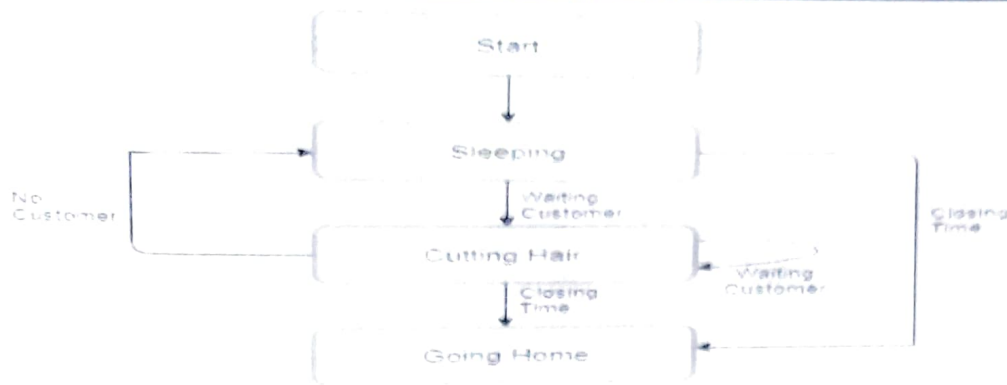 Start
Sleeping
No
Customer
Waiting
Customer
Closing
Time
Cutting Hair
Waiting
Customer
Closing
Time
Going Home